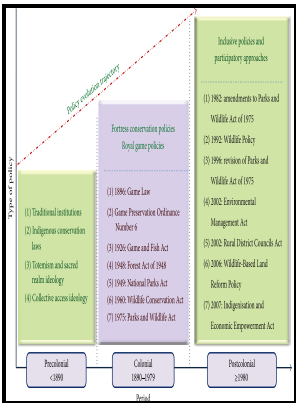 Type of policy
Policy evolution trajectory
(1) Traditional institutions
(2) Indigenous conservation
laws
(3) Totemism and sacred
realm ideology
(4) Collective access ideology
Fortress conservation policies
Royal game policies
(1) 1896: Game Law
(2) Game Preservation Ordinance
Number 6
(3) 1926: Game and Fish Act
(4) 1948: Forest Act of 1948
(5) 1949: National Parks Act
(6) 1960: Wildlife Conservation Act
(7) 1975: Parks and Wildlife Act
Inclusive policies and
participatory approaches
(1) 1982: amendments to Parks and
Wildlife Act of 1975
(2) 1992: Wildlife Policy
(3) 1996: revision of Parks and
Wildlife Act of 1975
(4) 2002: Environmental
Management Act
(5) 2002: Rural District Councils Act
(6) 2006: Wildlife-Based Land
Reform Policy
(7) 2007: Indigenisation and
Economic Empowerment Act
Precolonial
<1890
Colonial
1890–1979
Postcolonial
≥1980
Period